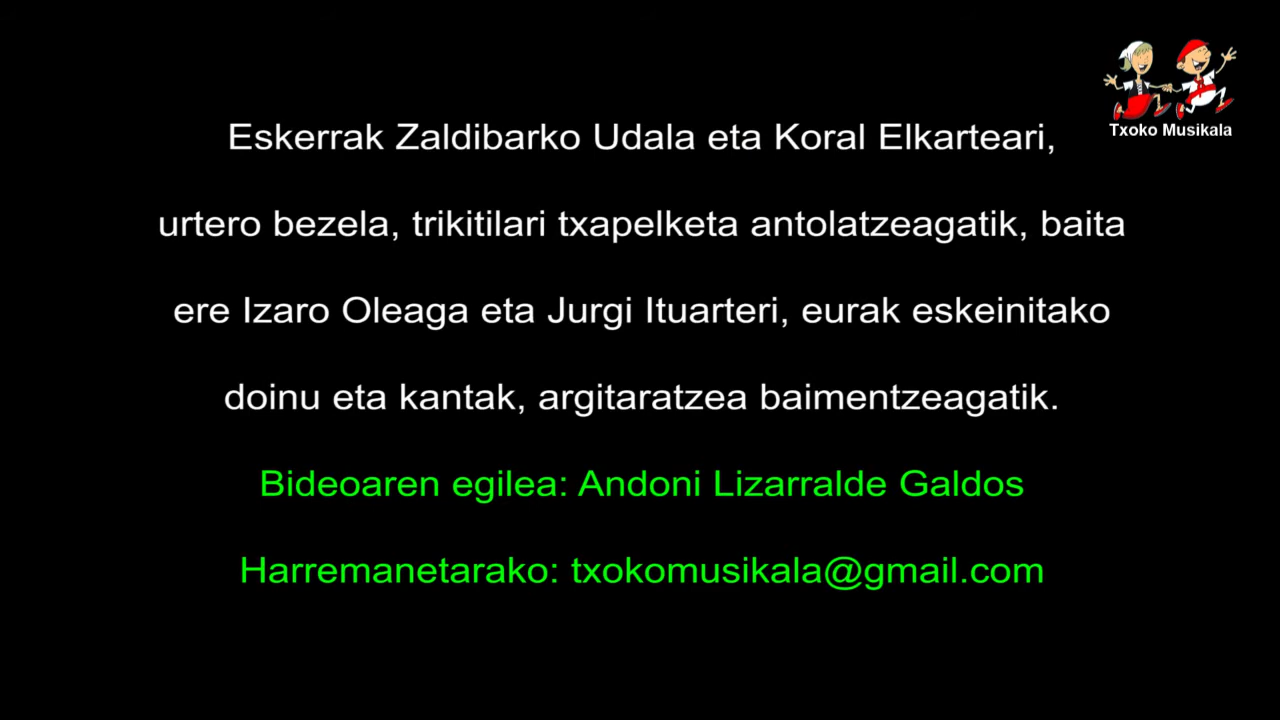 Txoko Musikala
Eskerrak Zaldibarko Udala eta Koral Elkarteari,
urtero bezela, trikitilari txapelketa antolatzeagatik, baita
ere Izaro Oleaga eta Jurgi Ituarteri, eurak eskeinitako
doinu eta kantak, argitaratzea baimentzeagatik.
Bideoaren egilea: Andoni Lizarralde Galdos
Harremanetarako: txokomusikala@gmail.com